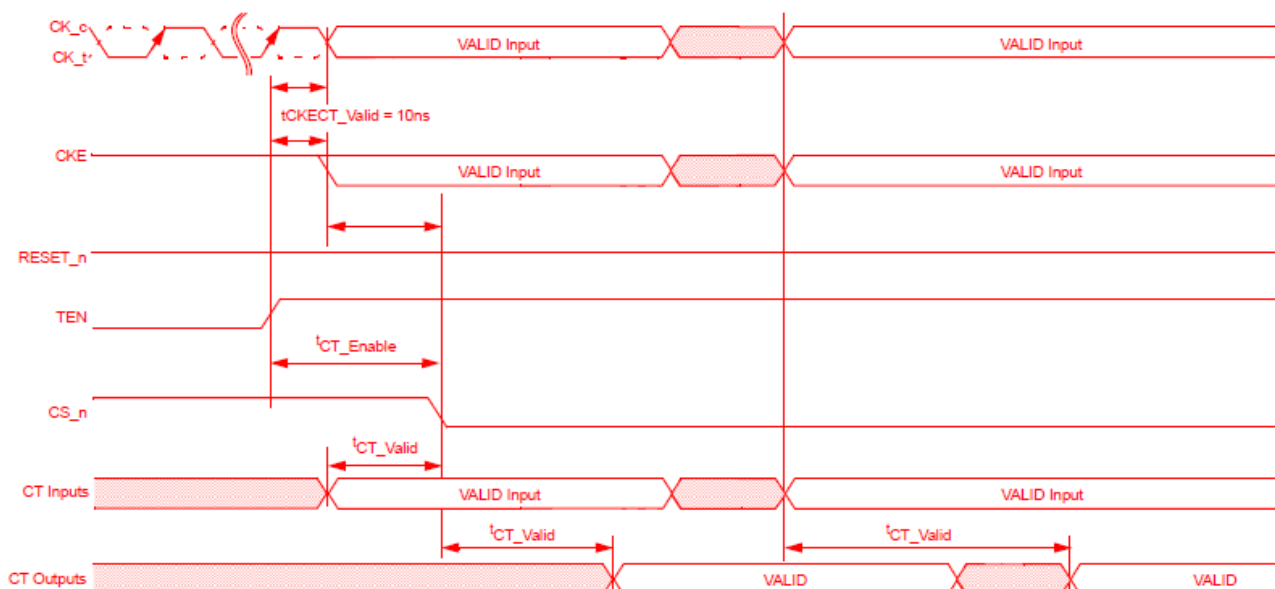 CK_c
CK_t
VALID Input VALID Input
tCKECT_Valid = 10ns
CKE
VALID Input VALID Input
RESET_n
TEN
tCT_Enable
CS_n
tCT_Valid
CT Inputs
VALID Input VALID Input
tCT_Valid tCT_Valid
CT Outputs
VALID VALID